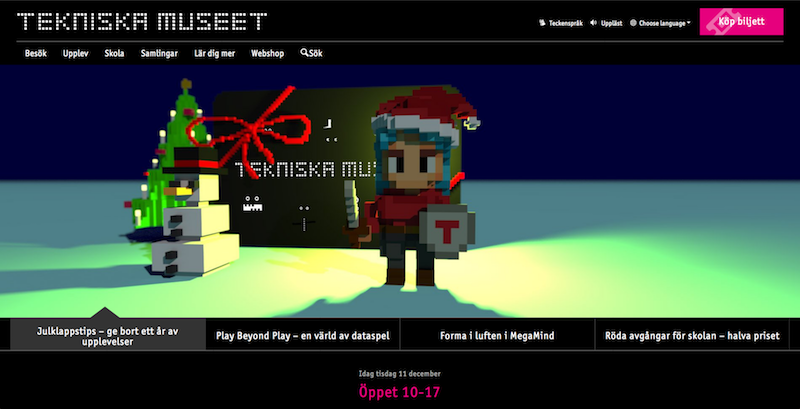 TEKNISKA MUSEET
Teckenspråk Uppläst Choose language
Köp biljett
Besök Upplev Skola Samlingar Lär dig mer Webshop Sök
TEKNISKA MUS
T
Julklappstips – ge bort ett år av
upplevelser
Play Beyond Play – en värld av dataspel
Forma i luften i MegaMind
Röda avgångar för skolan – halva priset
Idag tisdag 11 december
Öppet 10-17